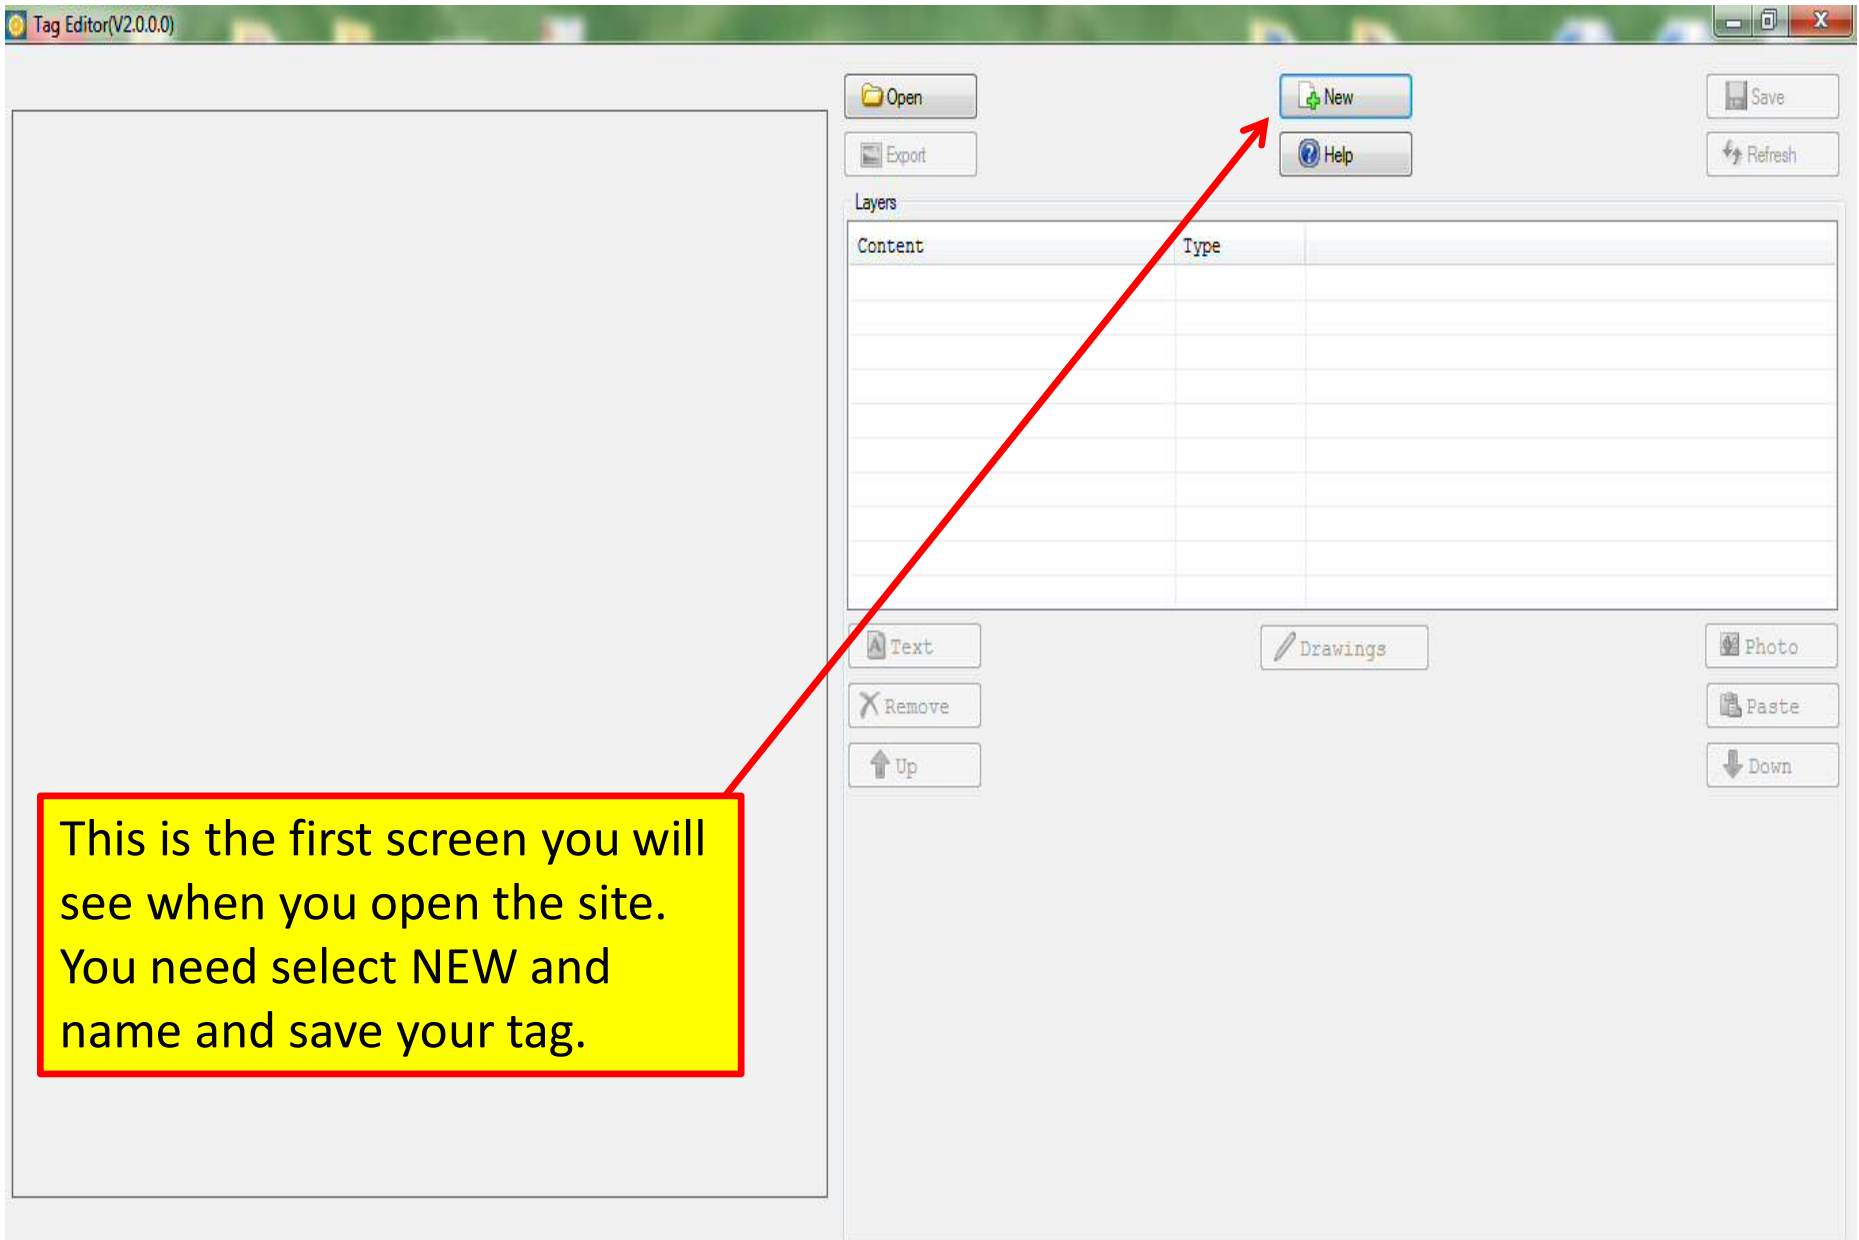 Tag Editor(V2.0.0.0)
Open
New
Save
Export
Help
Refresh
Layers
Content Type
Text
Drawings
Photo
Remove
Paste
Up
Down
This is the first screen you will
see when you open the site.
You need select NEW and
name and save your tag.